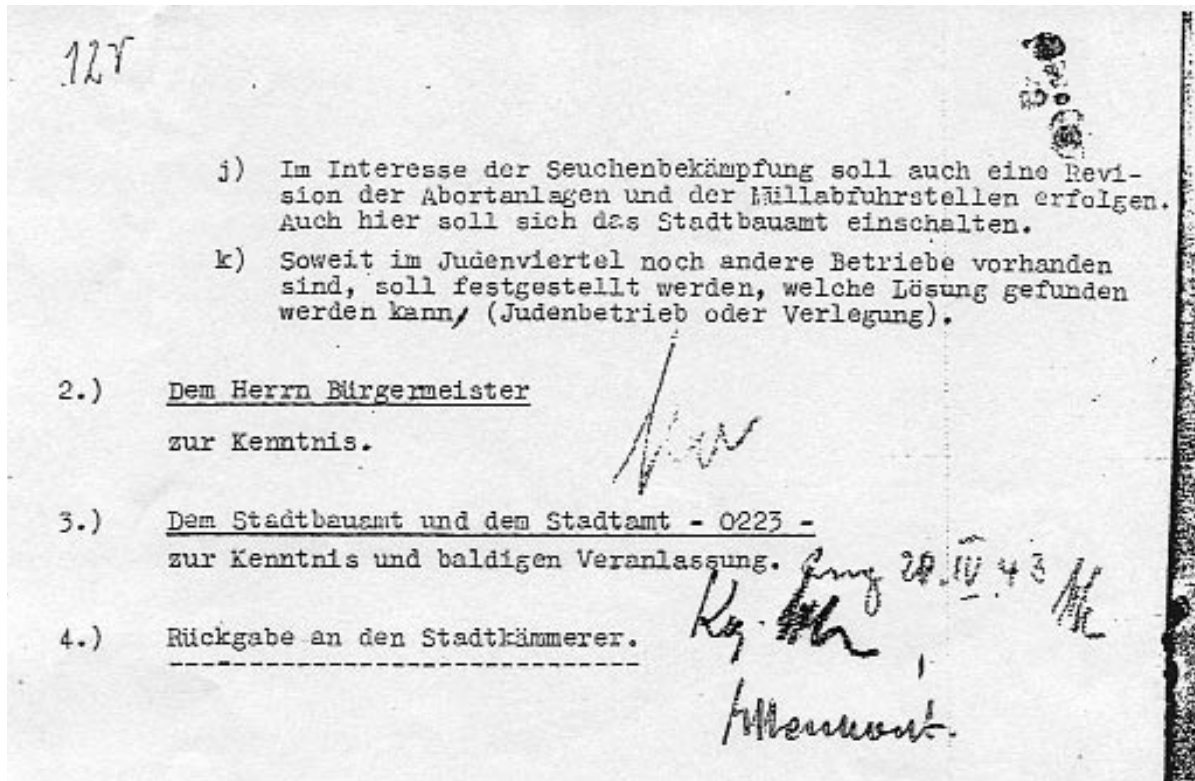 j) Im Interesse der Seuchenbekämpfung soll auch eine Revi-
sion der Abortanlagen und der Müllabfuhrstellen erfolgen.
Auch hier soll sich das Stadtbauamt einschalten.
k) Soweit im Judenviertel noch andere Betriebe vorhanden
sind, soll festgestellt werden, welche Lösung gefunden
werden kann, (Judenbetrieb oder Verlegung).
2.) Dem Herrn Bürgermeister
zur Kenntnis.
3.) Dem Stadtbauamt und dem Stadtamt - 0223 -
zur Kenntnis und baldigen Veranlassung.
IV 43
4.) Rückgabe an den Stadtkämmerer.